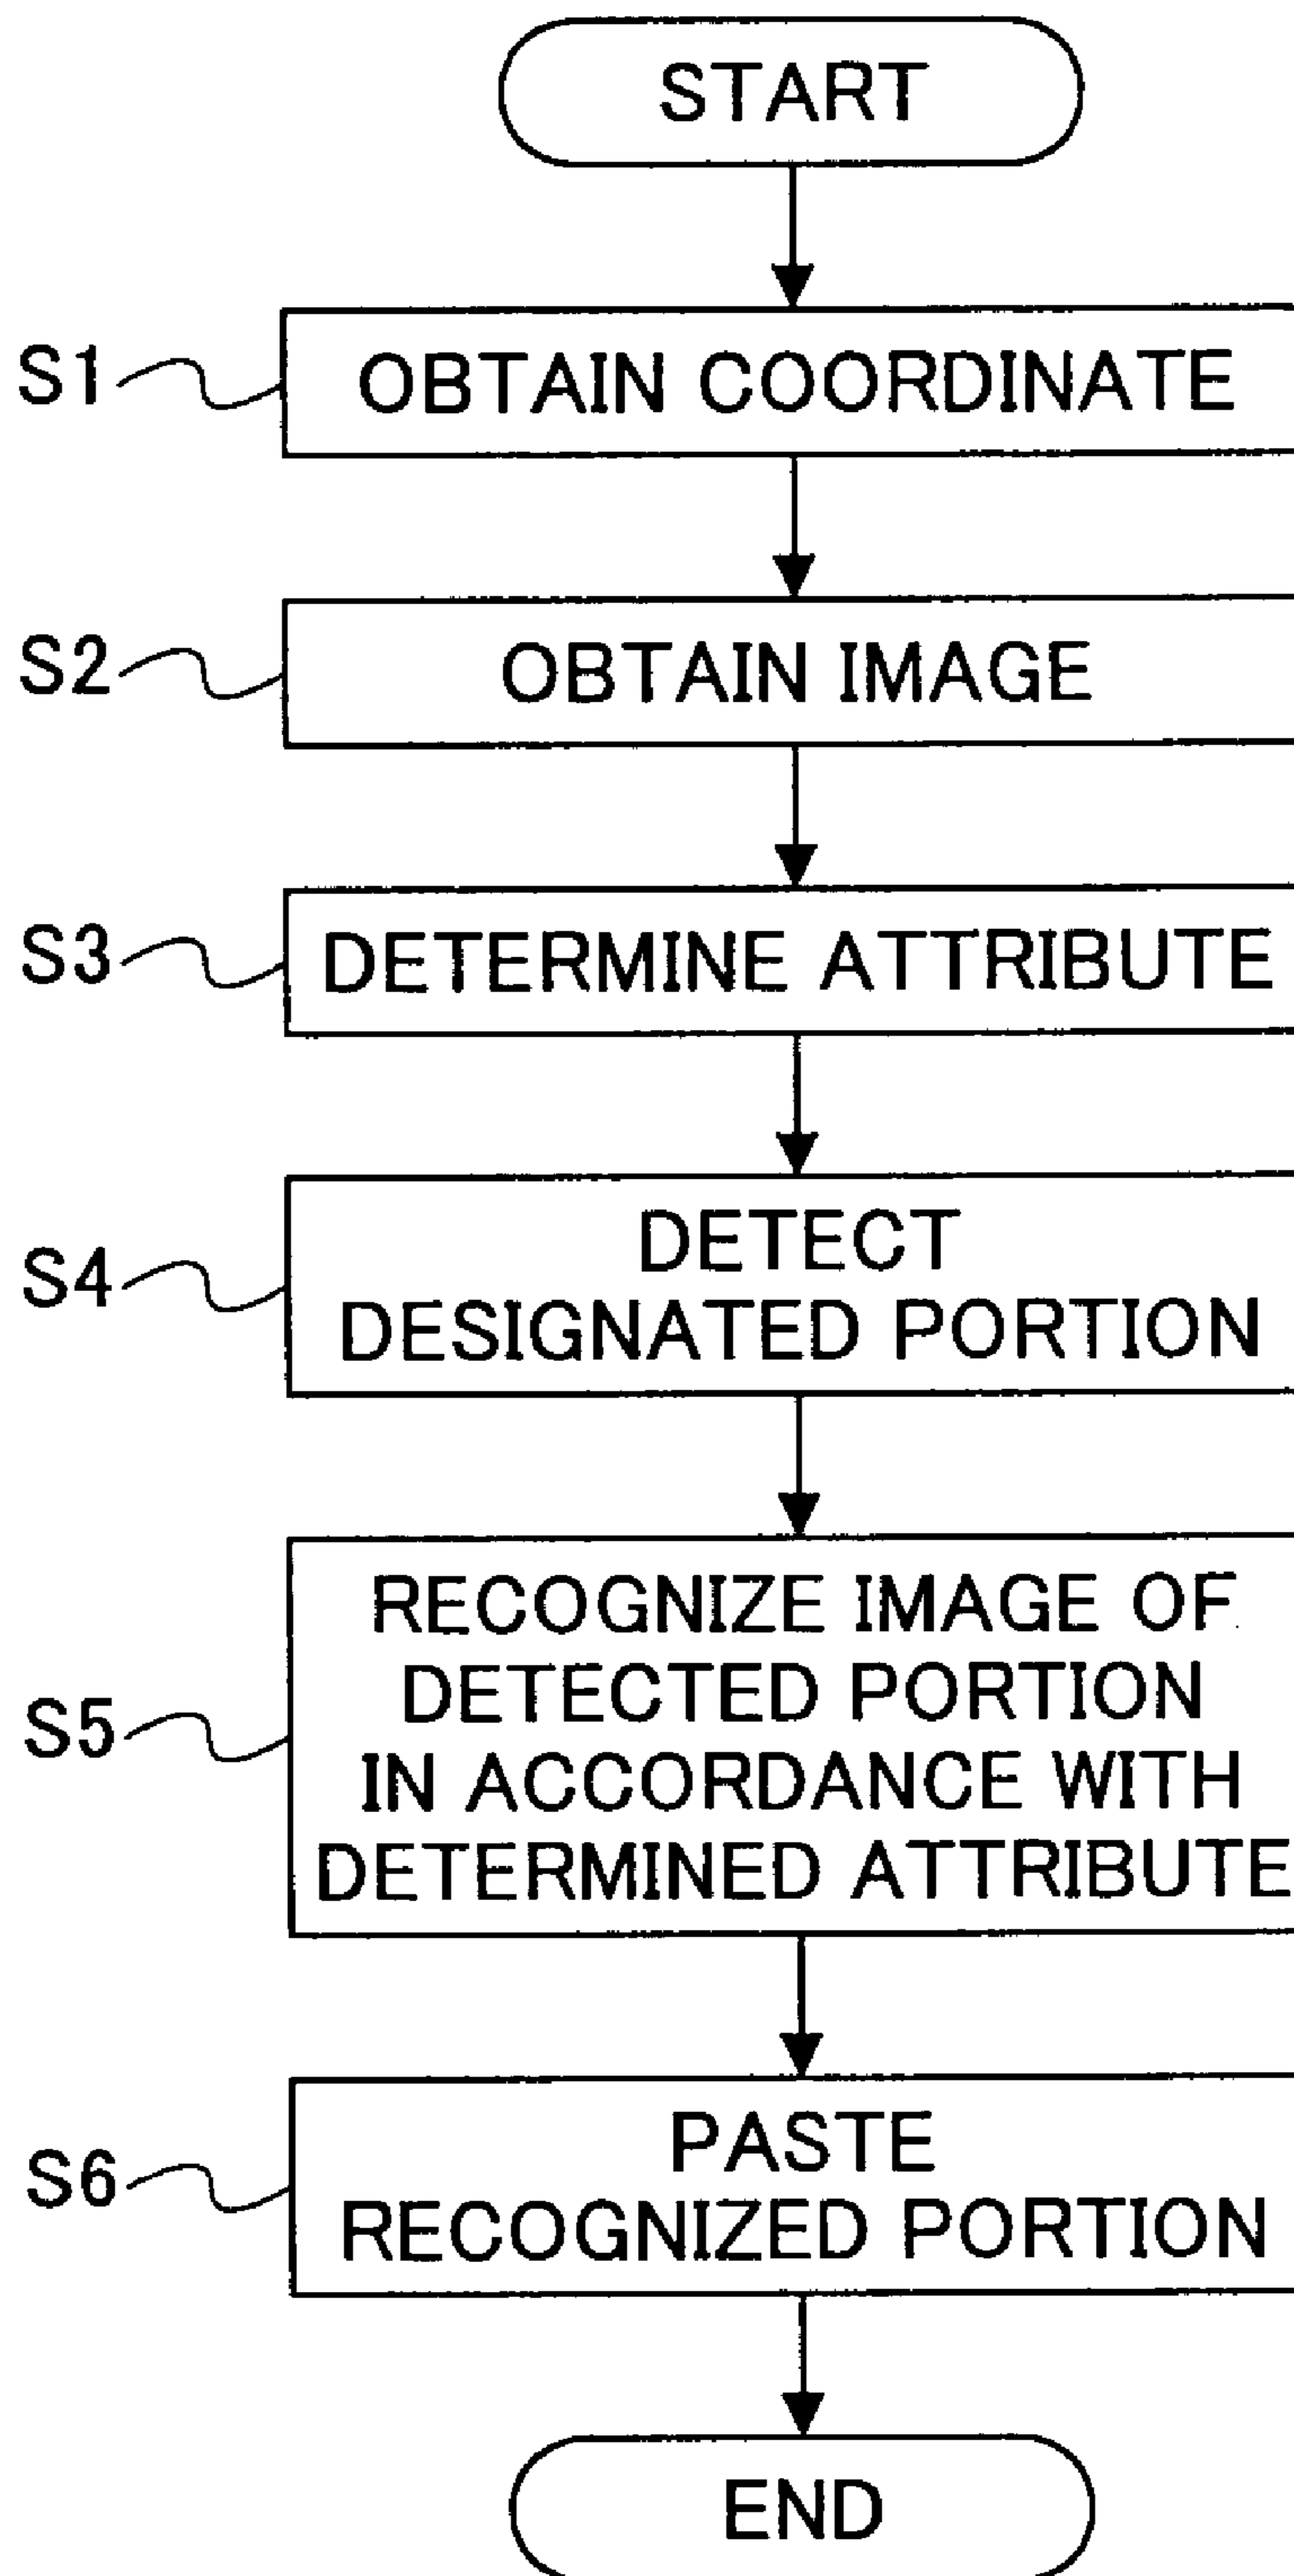 START
S1 OBTAIN COORDINATE
S2 OBTAIN IMAGE
S3 DETERMINE ATTRIBUTE
S4
DETECT
DESIGNATED PORTION
S5
RECOGNIZE IMAGE OF
DETECTED PORTION
IN ACCORDANCE WITH
DETERMINED ATTRIBUTE
S6
PASTE
RECOGNIZED PORTION
END